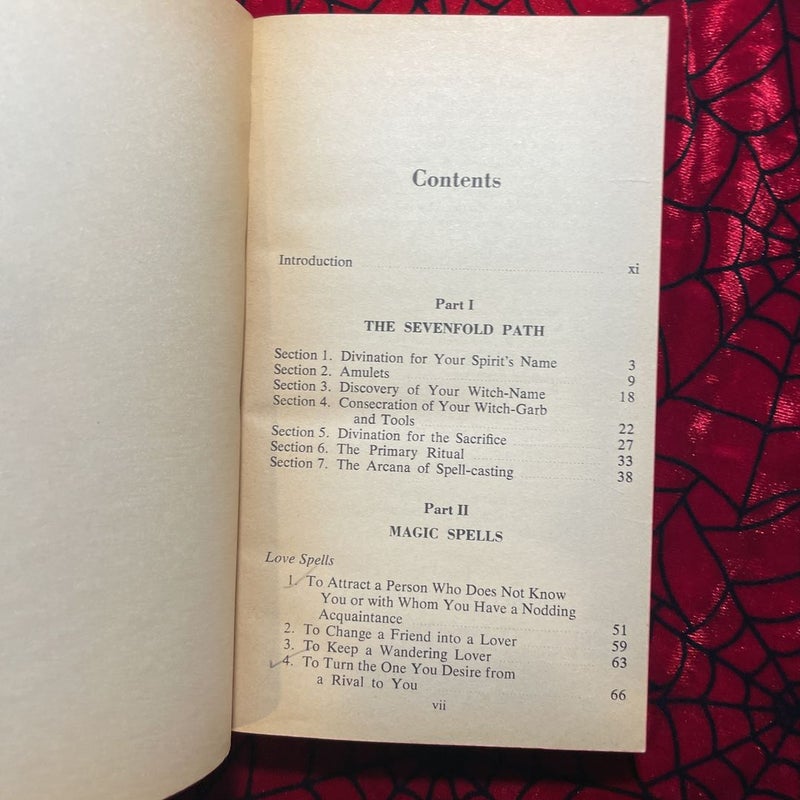 Contents
Introduction xi
Part I
THE SEVENFOLD PATH
Section 1. Divination for Your Spirit's Name 3
Section 2. Amulets 9
Section 3. Discovery of Your Witch-Name 18
Section 4. Consecration of Your Witch-Garb
and Tools 22
Section 5. Divination for the Sacrifice 27
Section 6. The Primary Ritual 33
Section 7. The Arcana of Spell-casting 38
Part II
MAGIC SPELLS
Love Spells
1. To Attract a Person Who Does Not Know
You or with Whom You Have a Nodding
Acquaintance 51
2. To Change a Friend into a Lover 59
3. To Keep a Wandering Lover 63
4. To Turn the One You Desire from
a Rival to You 66
vii